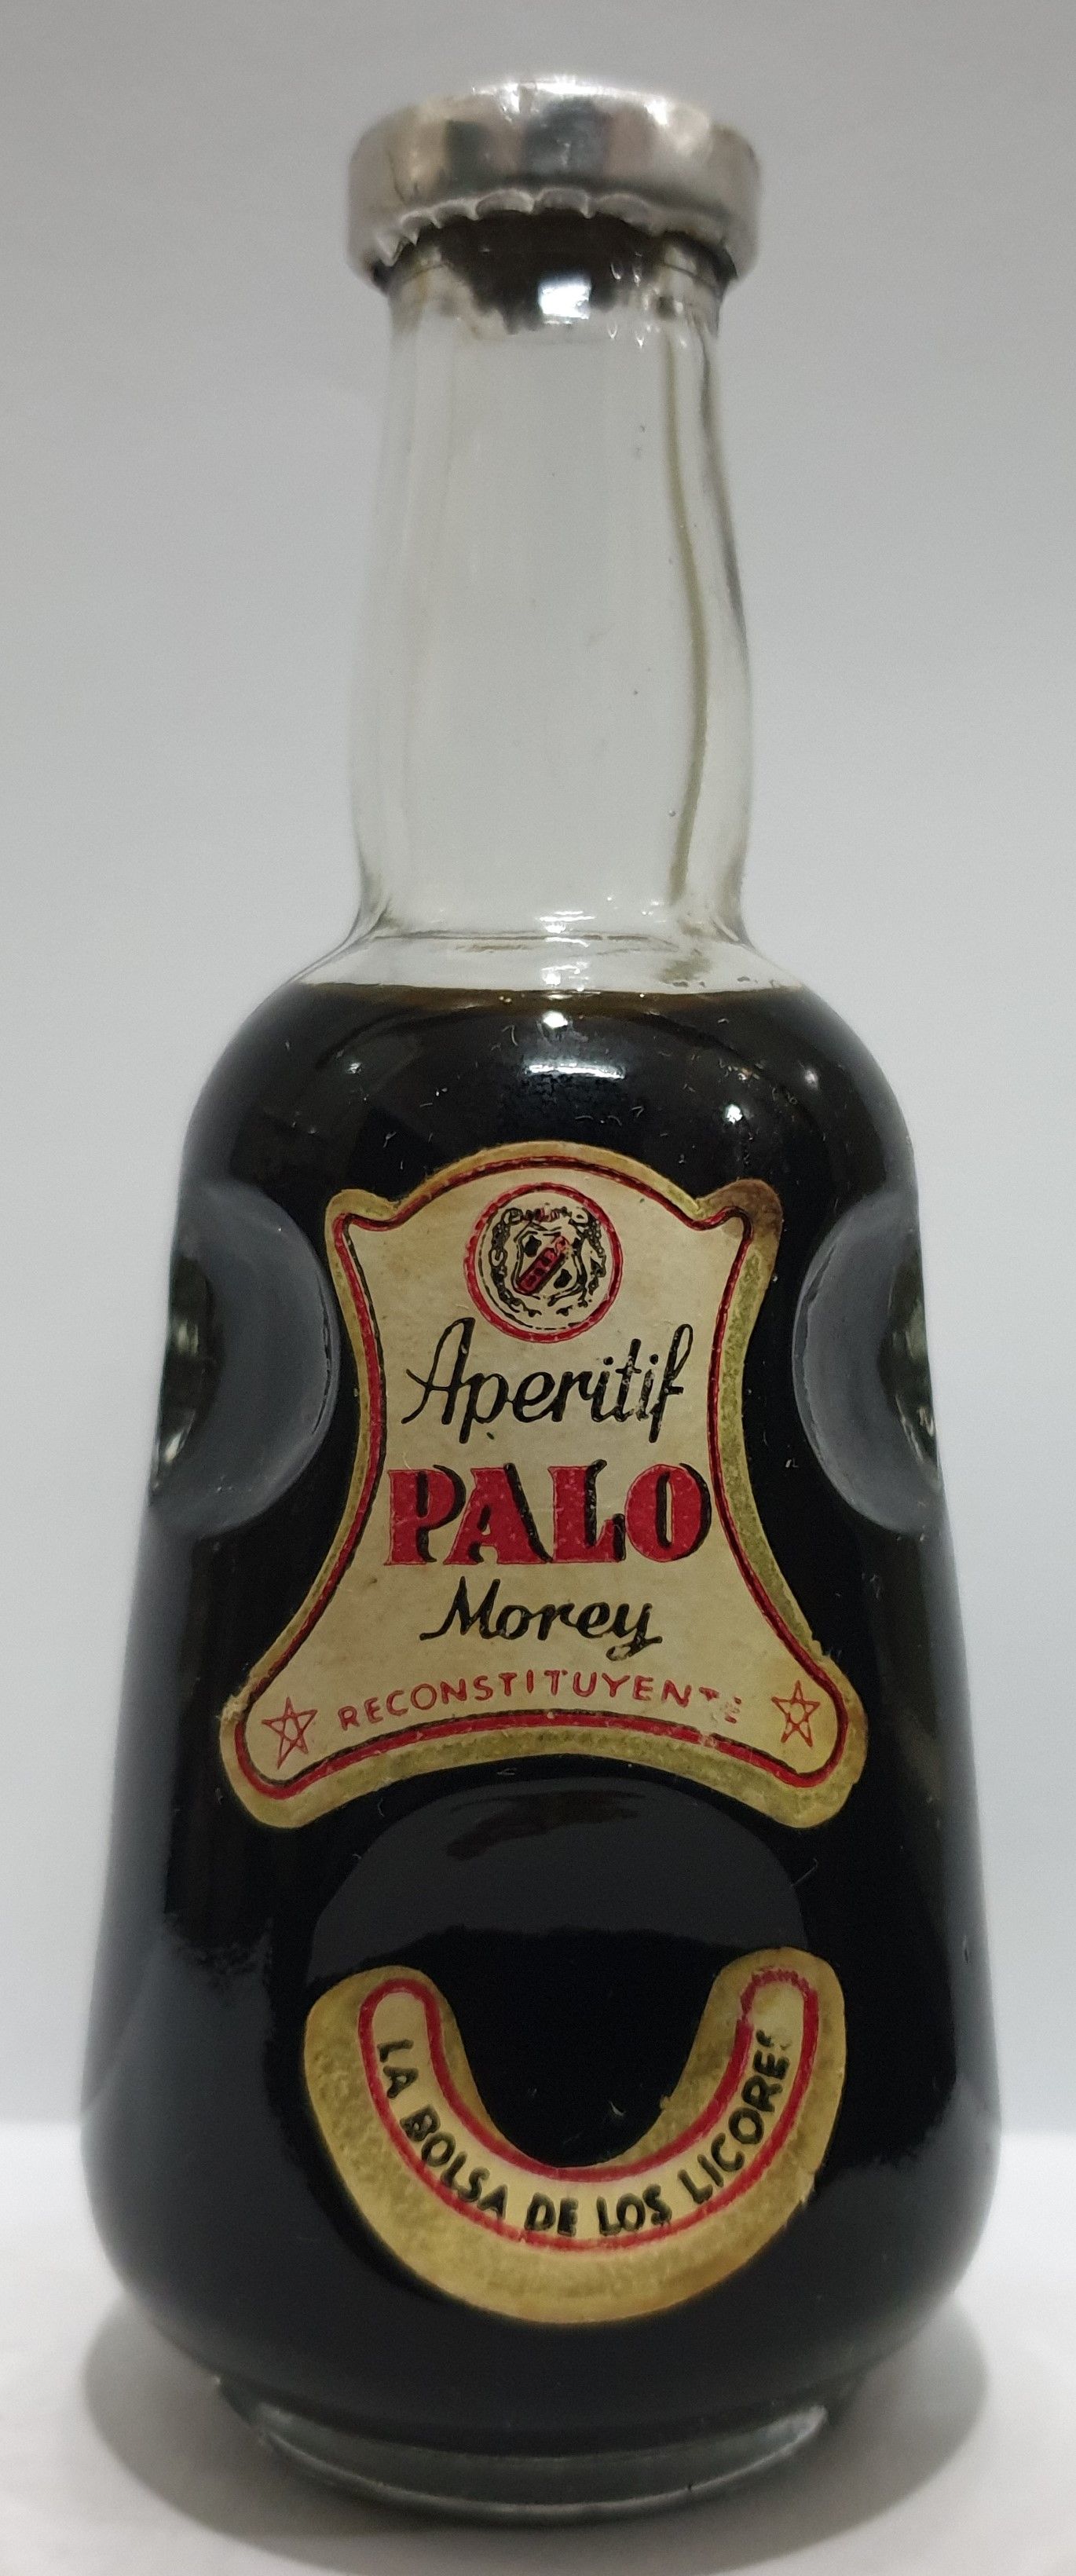 Aperitif
PALO
Morey
RECONSTITUYENTE
LA BOLSA DE LOS LICORES